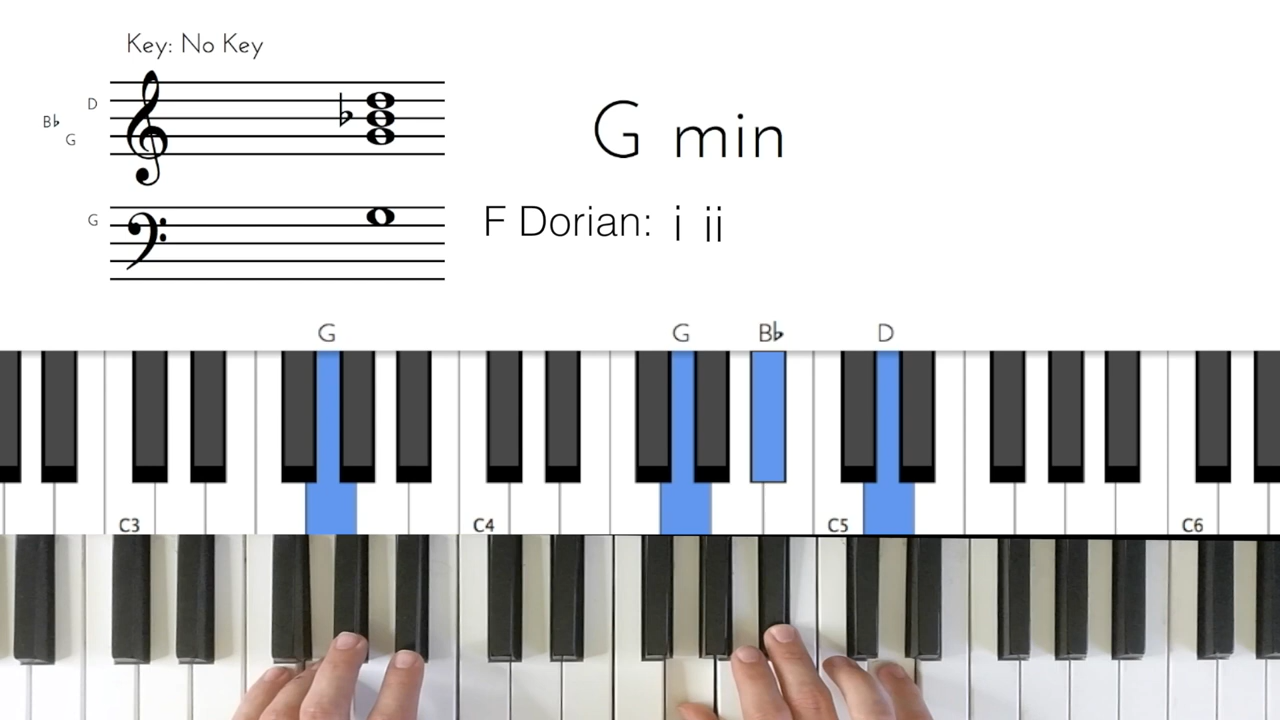 Key: No Key
D
B♭
G
G
G min
F Dorian: i ii
G G B♭ D
C3 C4 C5 C6